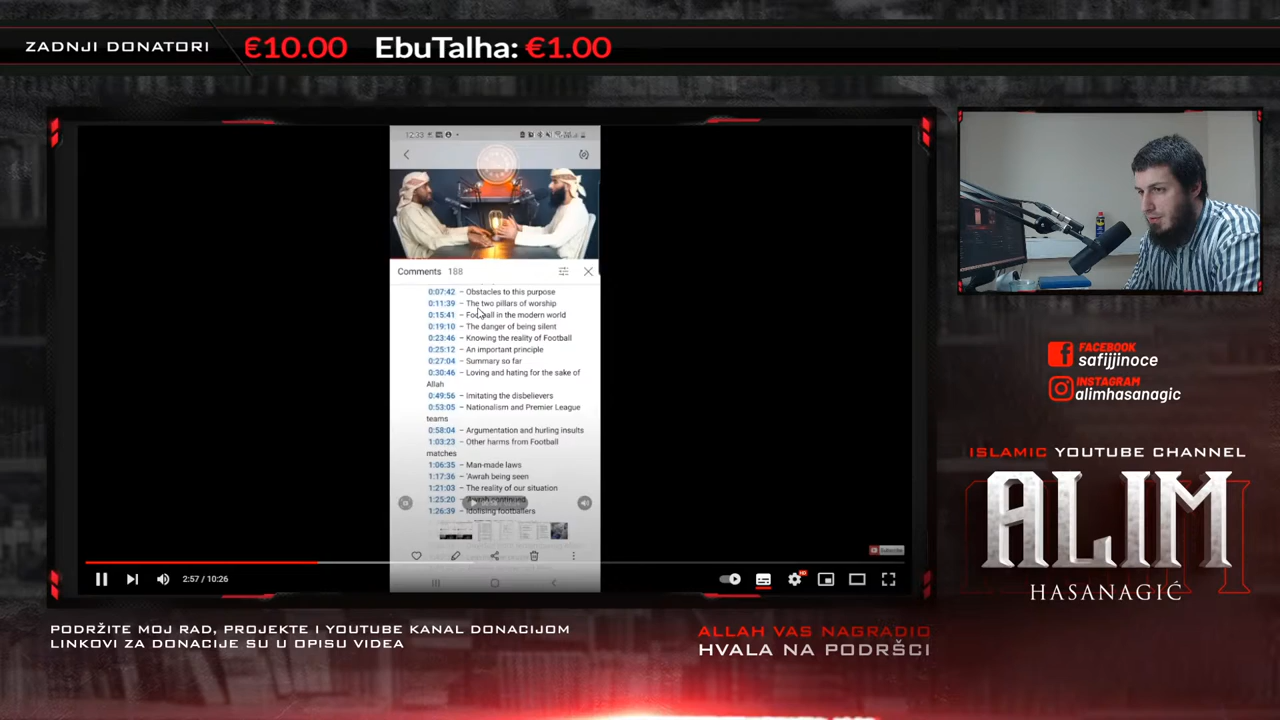 ZADNJI DONATORI
€10.00 EbuTalha: €1.00
12:33
Comments 188
0:07:42 – Obstacles to this purpose
0:11:39 – The two pillars of worship
0:15:41 – Football in the modern world
0:19:10 – The danger of being silent
0:23:46 – Knowing the reality of Football
0:25:12 – An important principle
0:27:04 – Summary so far
0:30:46 – Loving and hating for the sake of
Allah
0:49:56 – Imitating the disbelievers
0:53:05 – Nationalism and Premier League
teams
0:58:04 – Argumentation and hurling insults
1:03:23 – Other harms from Football
matches
1:06:35 – Man-made laws
1:17:36 – 'Awrah being seen
1:21:03 – The reality of our situation
1:25:20 – 'Awrah continued
1:26:39 – Idolising footballers
Subscribe
2:57 / 10:26
HD
FACEBOOK
safijjinoce
INSTAGRAM
alimhasanagic
ISLAMIC YOUTUBE CHANNEL
ALIM
HASANAGIĆ
PODRŽITE MOJ RAD, PROJEKTE I YOUTUBE KANAL DONACIJOM
LINKOVI ZA DONACIJE SU U OPISU VIDEA
ALLAH VAS NAGRADIO
HVALA NA PODRŠCI